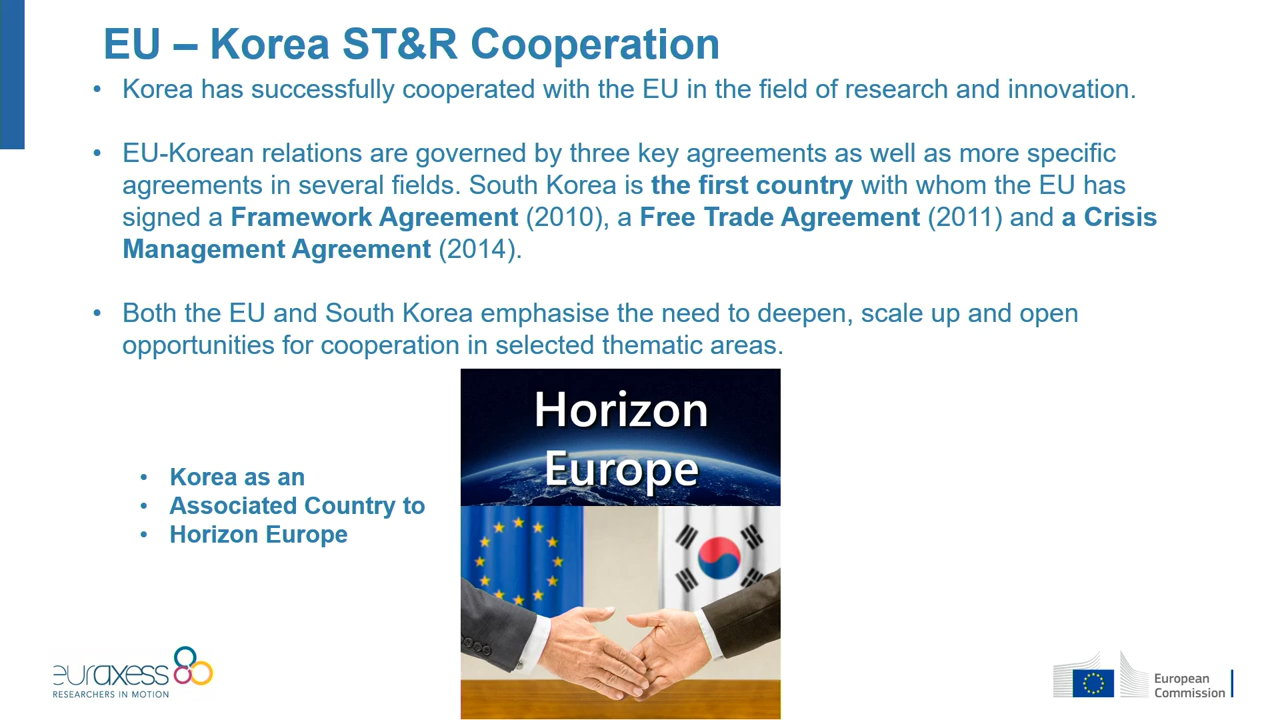 EU – Korea ST&R Cooperation
• Korea has successfully cooperated with the EU in the field of research and innovation.
• EU-Korean relations are governed by three key agreements as well as more specific
agreements in several fields. South Korea is the first country with whom the EU has
signed a Framework Agreement (2010), a Free Trade Agreement (2011) and a Crisis
Management Agreement (2014).
• Both the EU and South Korea emphasise the need to deepen, scale up and open
opportunities for cooperation in selected thematic areas.
Horizon
Europe
• Korea as an
• Associated Country to
• Horizon Europe
euraxess
RESEARCHERS IN MOTION
European
Commission